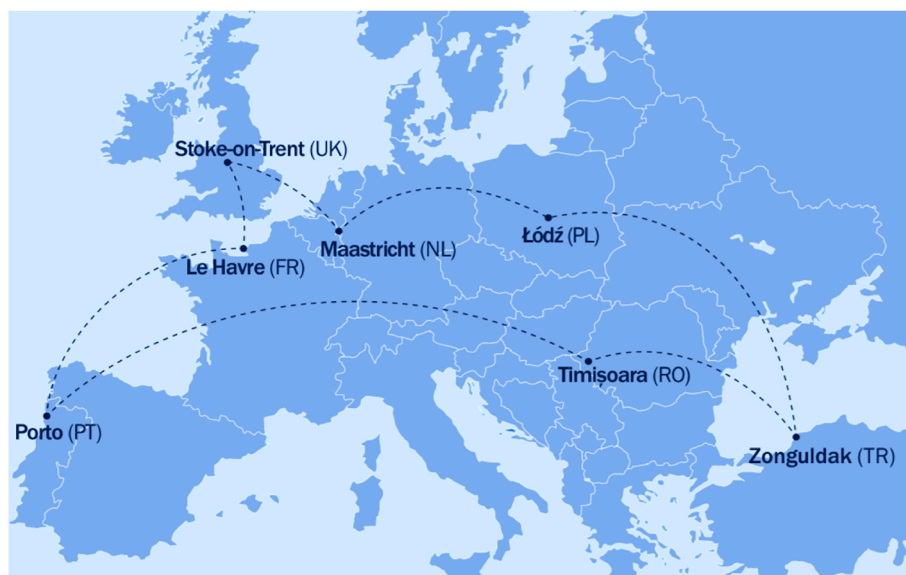 Stoke-on-Trent (UK)
Maastricht (NL)
Łódź (PL)
Le Havre (FR)
Timisoara (RO)
Porto (PT)
Zonguldak (TR)